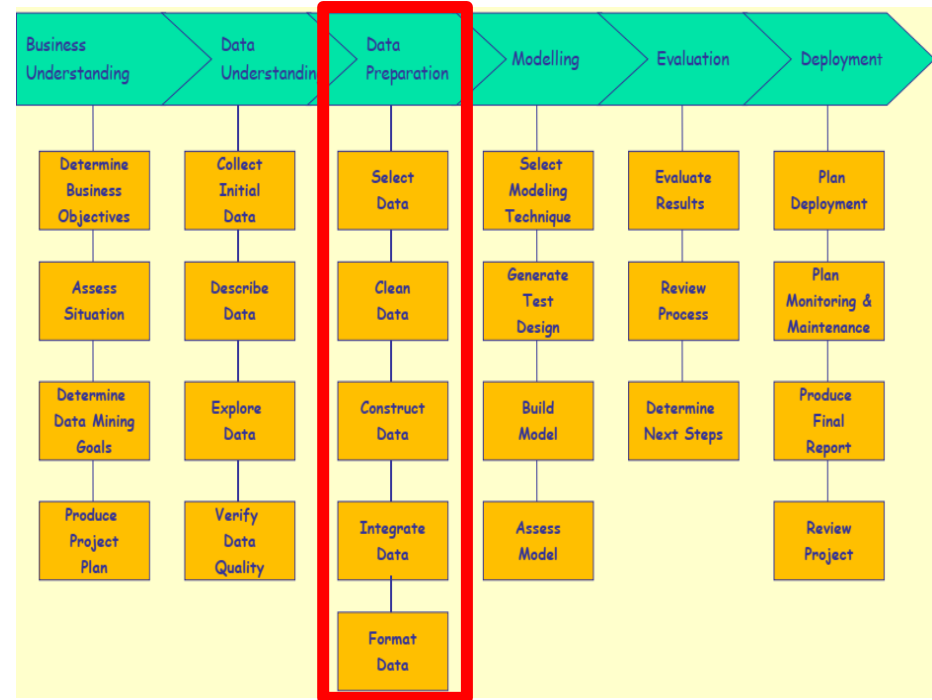 Business
Understanding
Data
Understandin
Data
Preparation
Modelling
Evaluation
Deployment
Determine
Business
Objectives
Assess
Situation
Determine
Data Mining
Goals
Produce
Project
Plan
Collect
Initial
Data
Describe
Data
Explore
Data
Verify
Data
Quality
Select
Data
Clean
Data
Construct
Data
Integrate
Data
Format
Data
Select
Modeling
Technique
Generate
Test
Design
Build
Model
Assess
Model
Evaluate
Results
Review
Process
Determine
Next Steps
Plan
Deployment
Plan
Monitoring &
Maintenance
Produce
Final
Report
Review
Project